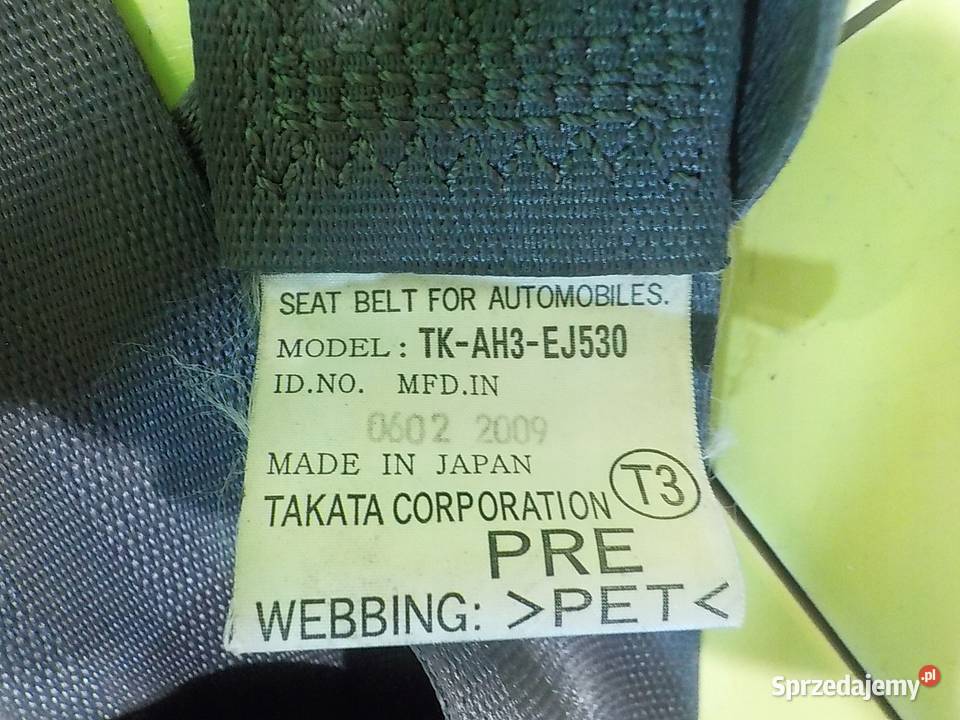 SEAT BELT FOR AUTOMOBILES.
MODEL: TK-AH3-EJ530
ID.NO. MFD.IN
0602 2009
MADE IN JAPAN
TAKATA CORPORATION T3
PRE
WEBBING: >PET<
Sprzedajemy.pl